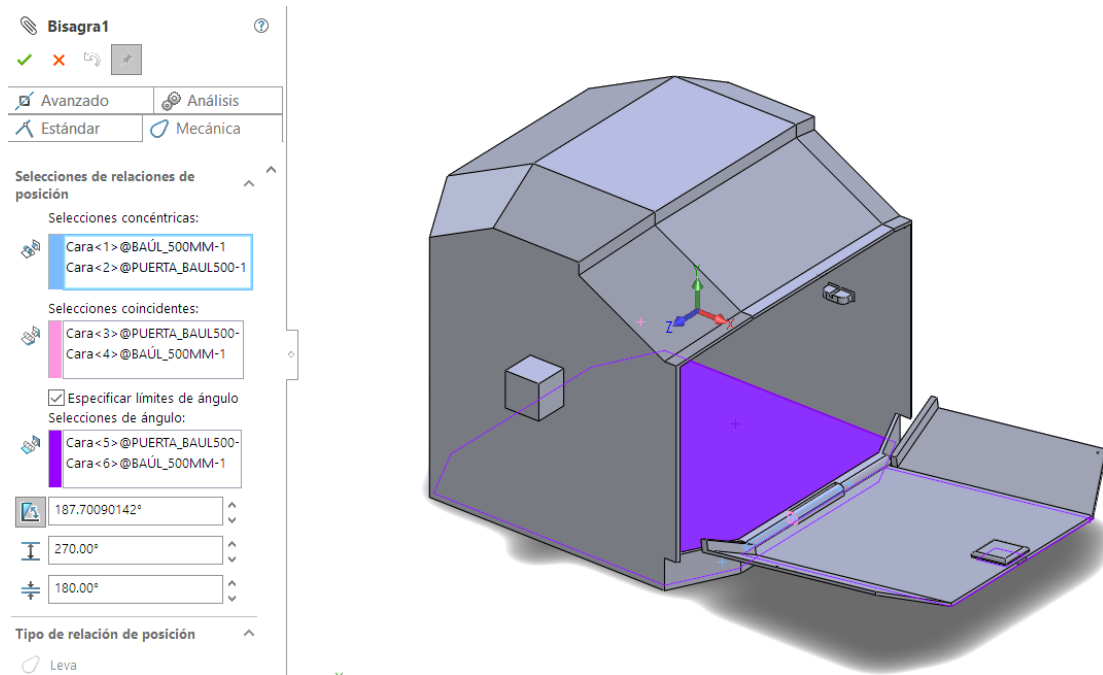 Bisagra1
Avanzado
Análisis
Estándar
Mecánica
Selecciones de relaciones de
posición
Selecciones concéntricas:
Cara<1>@BAÚL_500MM-1
Cara<2>@PUERTA_BAUL500-1
Selecciones coincidentes:
Cara<3>@PUERTA_BAUL500-
Cara<4>@BAÚL_500MM-1
Especificar límites de ángulo
Selecciones de ángulo:
Cara<5>@PUERTA_BAUL500-
Cara<6>@BAÚL_500MM-1
187.70090142°
270.00°
180.00°
Tipo de relación de posición
Leva
Y
Z
X